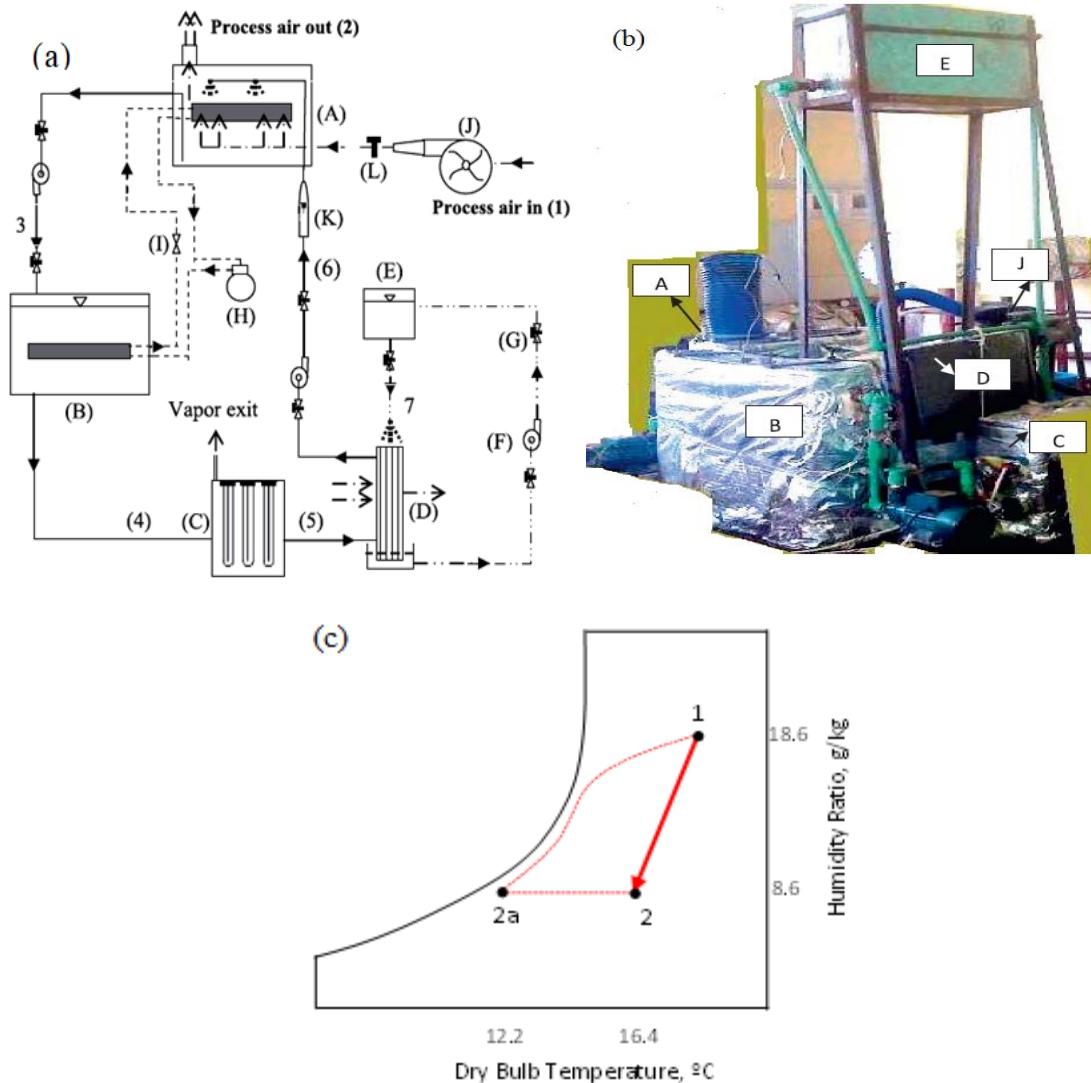 (a)
Process air out (2)
(A)
(J)
(L)
Process air in (1)
3
(I)
(K)
(6)
(E)
(H)
(G)
(B)
7
Vapor exit
(F)
(4)
(C)
(5)
(D)
(b)
E
A
J
D
B
C
(c)
1
18.6
8.6
2a
2
Humidity Ratio, g/kg
12.2
16.4
Dry Bulb Temperature, ºC